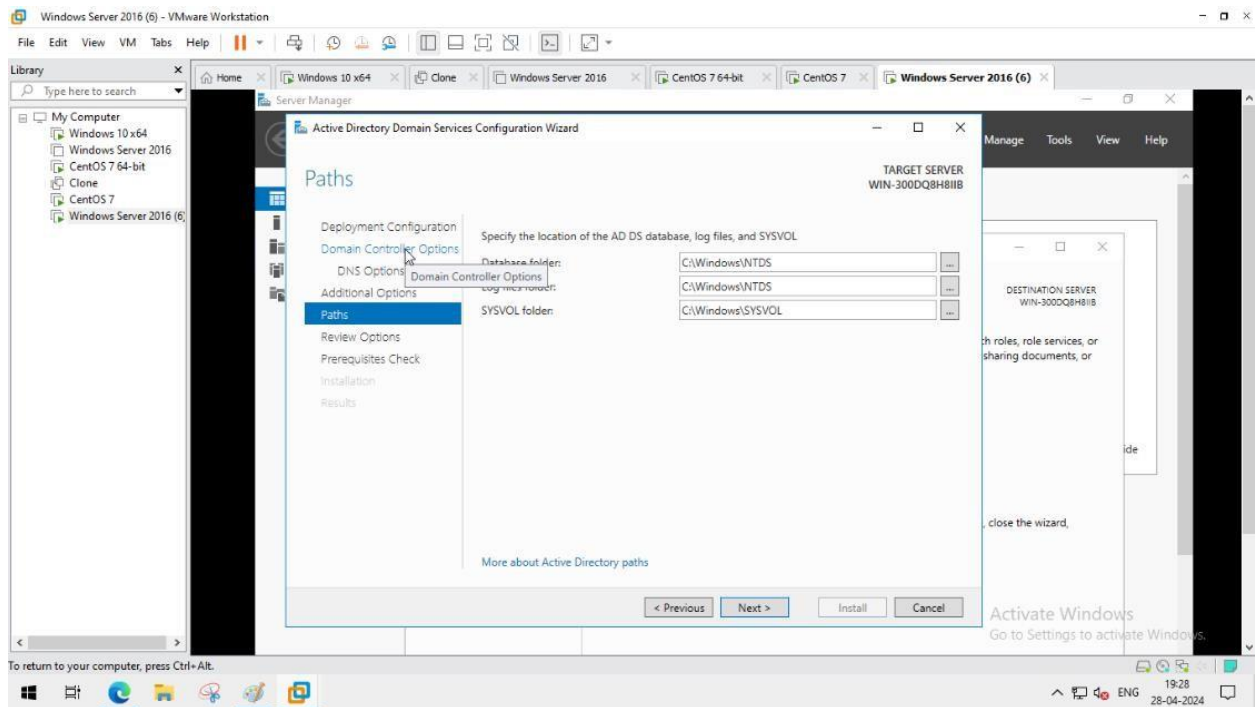 Windows Server 2016 (6) - VMware Workstation
File Edit View VM Tabs Help
Library
Type here to search
My Computer
Windows 10 x64
Windows Server 2016
CentOS 7 64-bit
Clone
CentOS 7
Windows Server 2016 (6)
Home Windows 10 x64 Clone Windows Server 2016 CentOS 7 64-bit CentOS 7 Windows Server 2016 (6)
Server Manager
Manage Tools View Help
Active Directory Domain Services Configuration Wizard
Paths
TARGET SERVER
WIN-300DQ8H8IIB
Deployment Configuration
Domain Controller Options
DNS Options
Domain Controller Options
Additional Options
Paths
Review Options
Prerequisites Check
Installation
Results
Specify the location of the AD DS database, log files, and SYSVOL
Database folder: C:\Windows\NTDS ...
Log files folder: C:\Windows\NTDS ...
SYSVOL folder: C:\Windows\SYSVOL ...
More about Active Directory paths
< Previous Next > Install Cancel
DESTINATION SERVER
WIN-300DQ8H8IIB
ch roles, role services, or
sharing documents, or
ide
, close the wizard,
Activate Windows
Go to Settings to activate Windows.
To return to your computer, press Ctrl+Alt.
ENG
19:28
28-04-2024